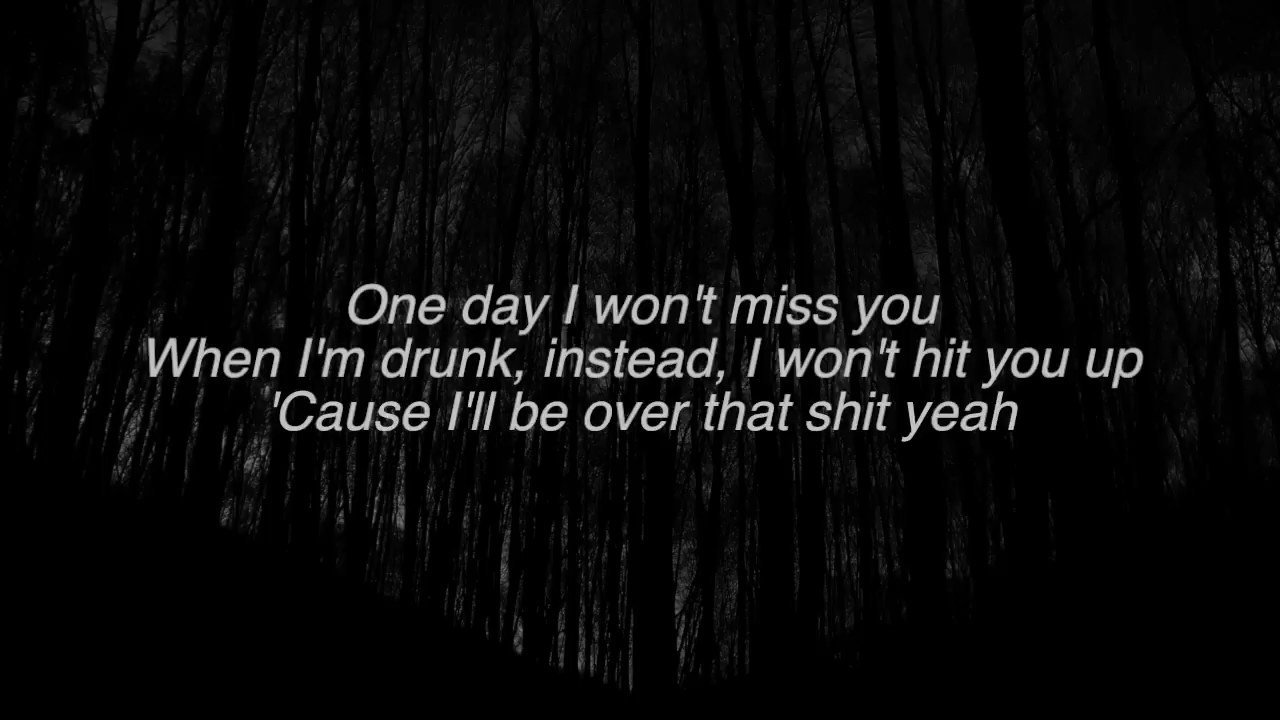 One day I won't miss you
When I'm drunk, instead, I won't hit you up
'Cause I'll be over that shit yeah